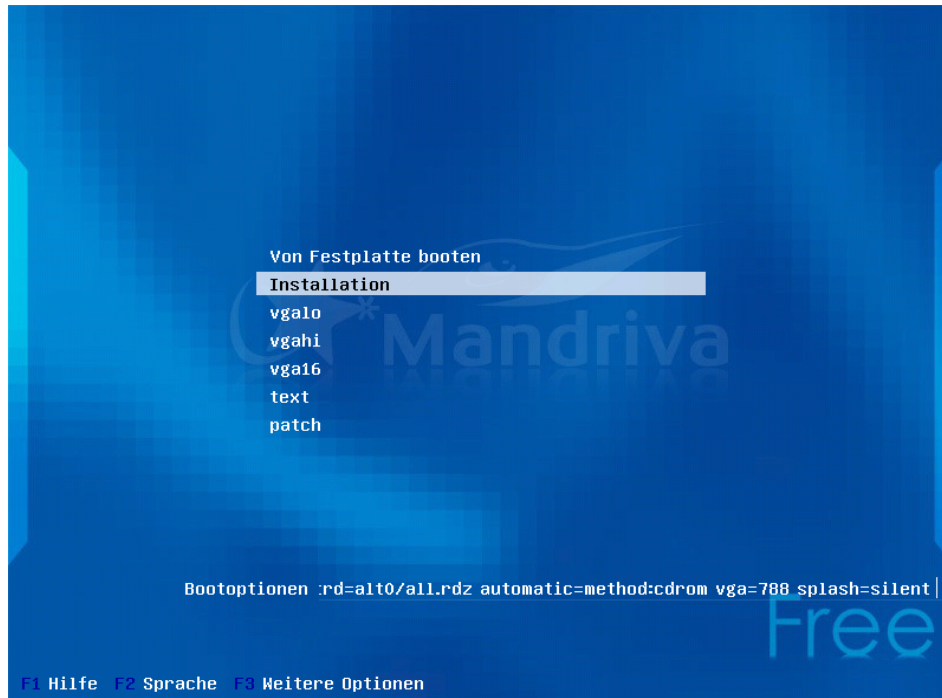 Von Festplatte booten
Installation
vgalo
vgahi
vga16
text
patch
Mandriva
Bootoptionen :rd=alt0/all.rdz automatic=method:cdrom vga=788 splash=silent
Free
F1 Hilfe F2 Sprache F3 Weitere Optionen